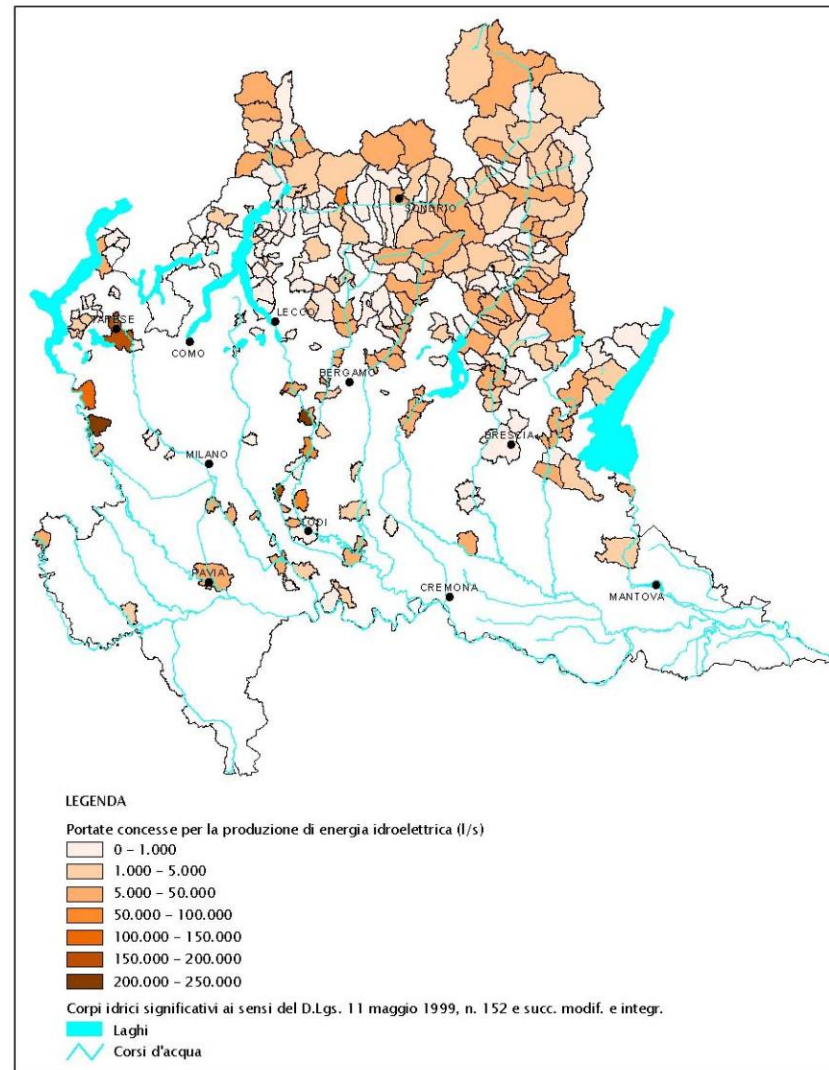 SONDRIO
LECCO
VARESE
COMO
BERGAMO
BRESCIA
MILANO
LODI
PAVIA
CREMONA
MANTOVA
LEGENDA
Portate concesse per la produzione di energia idroelettrica (l/s)
0 – 1.000
1.000 – 5.000
5.000 – 50.000
50.000 – 100.000
100.000 – 150.000
150.000 – 200.000
200.000 – 250.000
Corpi idrici significativi ai sensi del D.Lgs. 11 maggio 1999, n. 152 e succ. modif. e integr.
Laghi
Corsi d'acqua